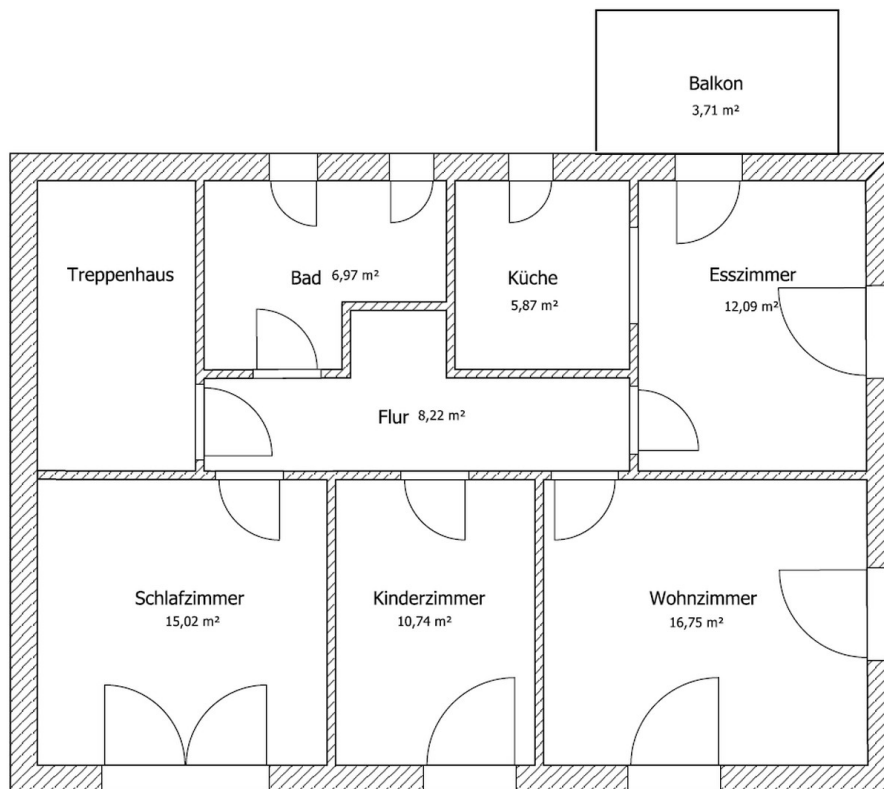 Balkon
3,71 m²
Treppenhaus
Bad 6,97 m²
Küche
5,87 m²
Esszimmer
12,09 m²
Flur 8,22 m²
Schlafzimmer
15,02 m²
Kinderzimmer
10,74 m²
Wohnzimmer
16,75 m²